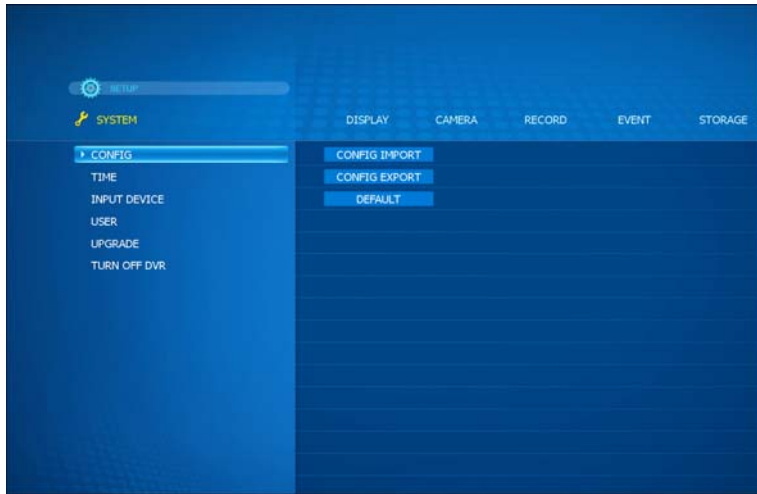 SETUP
SYSTEM DISPLAY CAMERA RECORD EVENT STORAGE
CONFIG CONFIG IMPORT
TIME CONFIG EXPORT
INPUT DEVICE DEFAULT
USER
UPGRADE
TURN OFF DVR